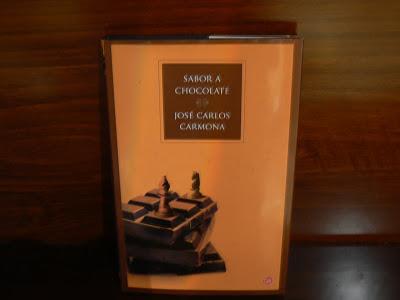 SABOR A
CHOCOLATE
JOSÉ CARLOS
CARMONA